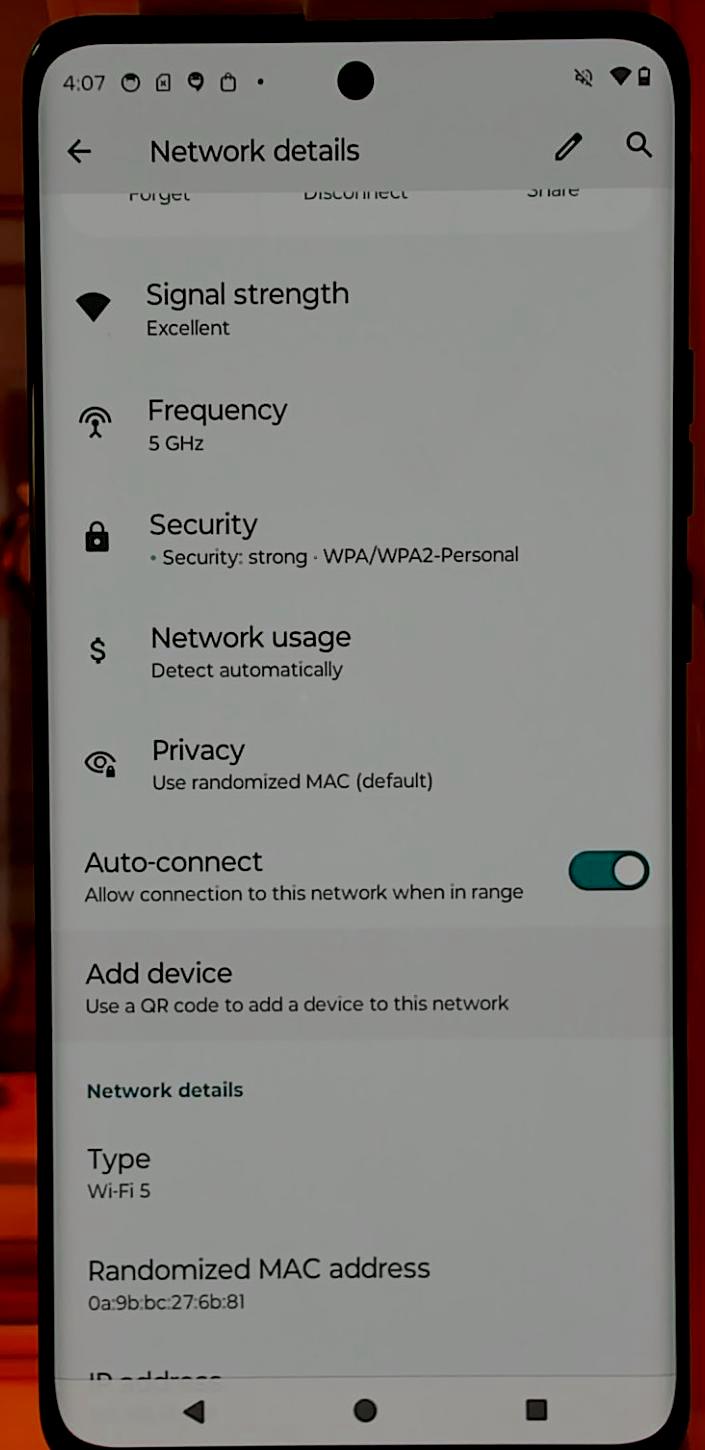 4:07
Network details
Forget Disconnect Share
Signal strength
Excellent
Frequency
5 GHz
Security
• Security: strong · WPA/WPA2-Personal
$
Network usage
Detect automatically
Privacy
Use randomized MAC (default)
Auto-connect
Allow connection to this network when in range
Add device
Use a QR code to add a device to this network
Network details
Type
Wi-Fi 5
Randomized MAC address
0a:9b:bc:27:6b:81
IP address